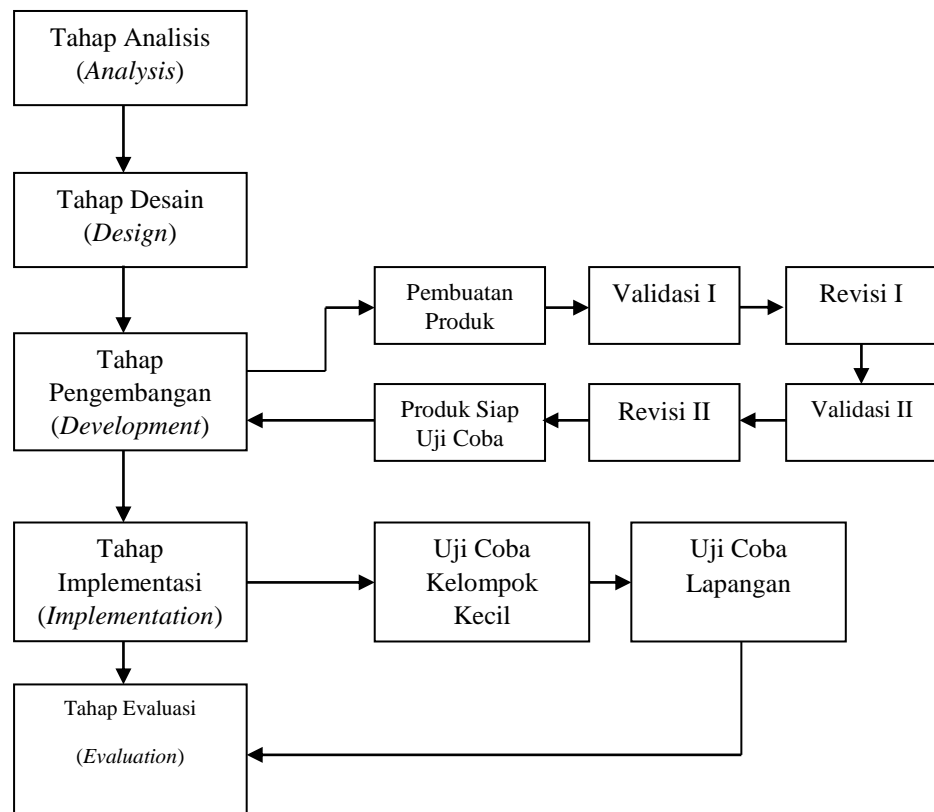 Tahap Analisis
(Analysis)
Tahap Desain
(Design)
Tahap
Pengembangan
(Development)
Pembuatan
Produk
Validasi I
Revisi I
Validasi II
Revisi II
Produk Siap
Uji Coba
Tahap
Implementasi
(Implementation)
Uji Coba
Kelompok
Kecil
Uji Coba
Lapangan
Tahap Evaluasi
(Evaluation)